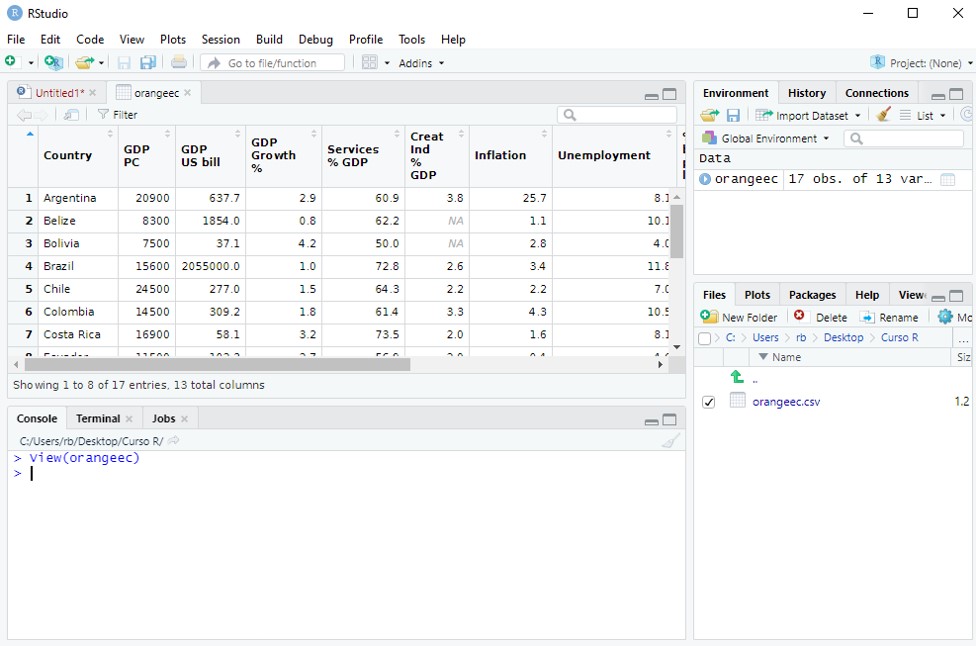 RStudio
File Edit Code View Plots Session Build Debug Profile Tools Help
Go to file/function Addins Project: (None)
Untitled1* orangeec
Filter
Country GDP PC GDP US bill GDP Growth % Services % GDP Creat Ind % GDP Inflation Unemployment
1 Argentina 20900 637.7 2.9 60.9 3.8 25.7 8.1
2 Belize 8300 1854.0 0.8 62.2 NA 1.1 10.1
3 Bolivia 7500 37.1 4.2 50.0 NA 2.8 4.0
4 Brazil 15600 2055000.0 1.0 72.8 2.6 3.4 11.8
5 Chile 24500 277.0 1.5 64.3 2.2 2.2 7.0
6 Colombia 14500 309.2 1.8 61.4 3.3 4.3 10.5
7 Costa Rica 16900 58.1 3.2 73.5 2.0 1.6 8.1
Showing 1 to 8 of 17 entries, 13 total columns
Console Terminal Jobs
C:/Users/rb/Desktop/Curso R/
> View(orangeec)
>
Environment History Connections
Import Dataset List
Global Environment
Data
orangeec 17 obs. of 13 var…
Files Plots Packages Help View
New Folder Delete Rename Mo
C: Users rb Desktop Curso R ...
Name Siz
..
orangeec.csv 1.2